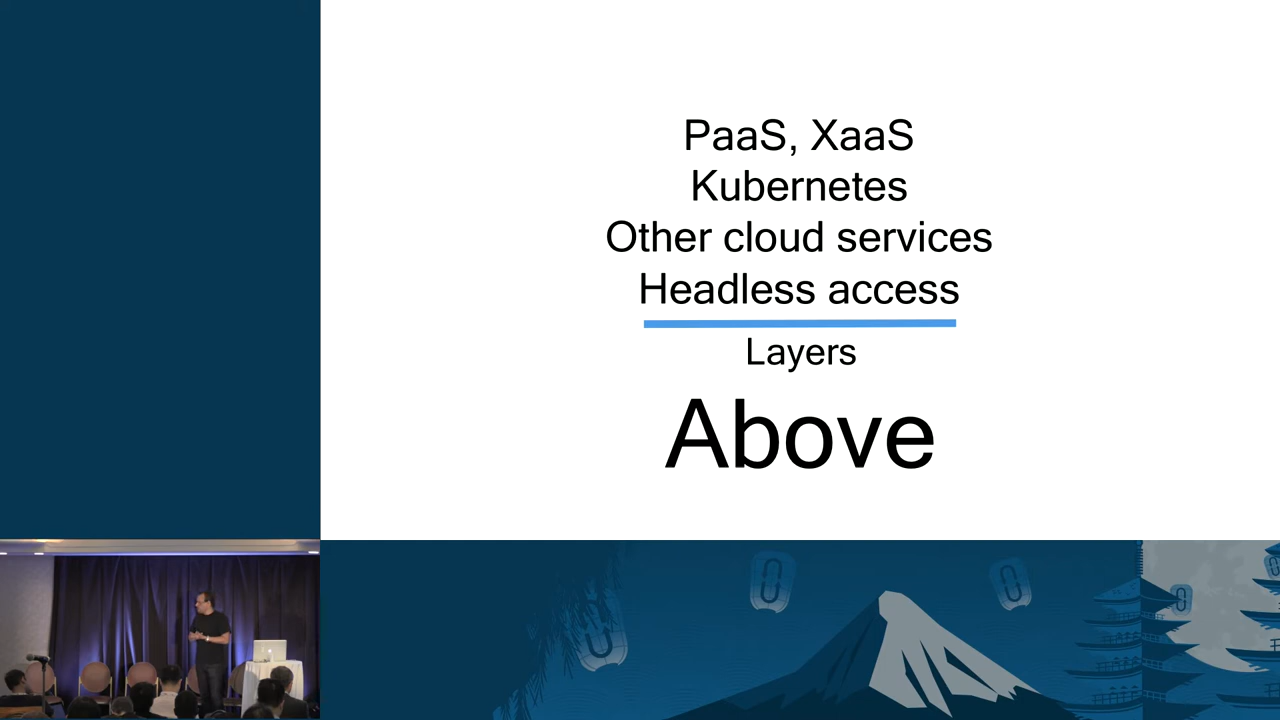 PaaS, XaaS
Kubernetes
Other cloud services
Headless access
Layers
Above